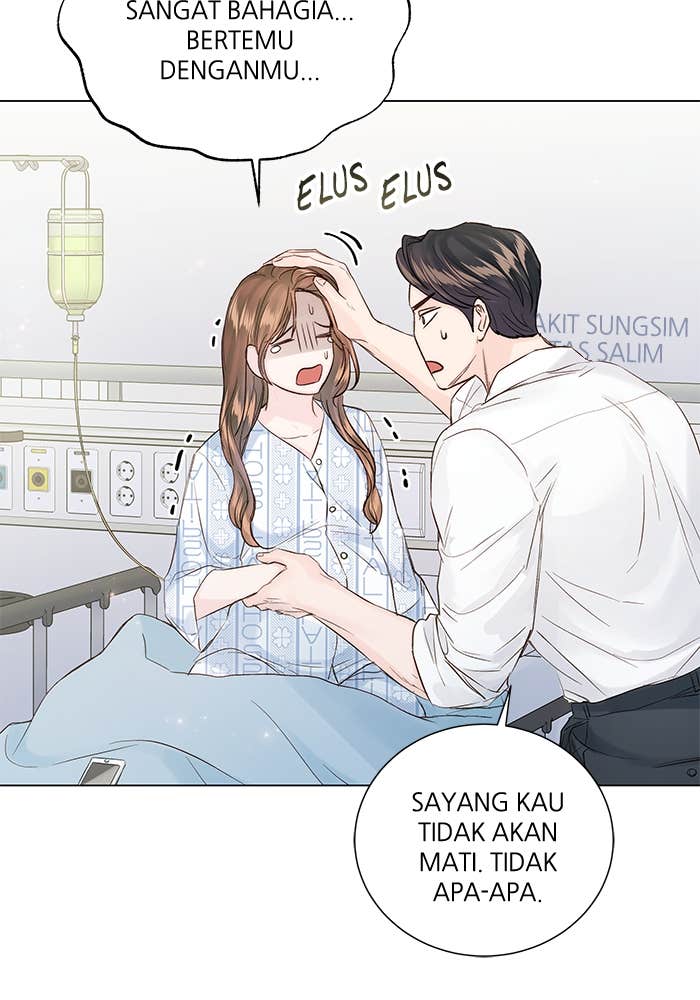 SANGAT BAHAGIA...
BERTEMU
DENGANMU...
ELUS ELUS
AKIT SUNGSIM
TAS SALIM
SAYANG KAU
TIDAK AKAN
MATI. TIDAK
APA-APA.